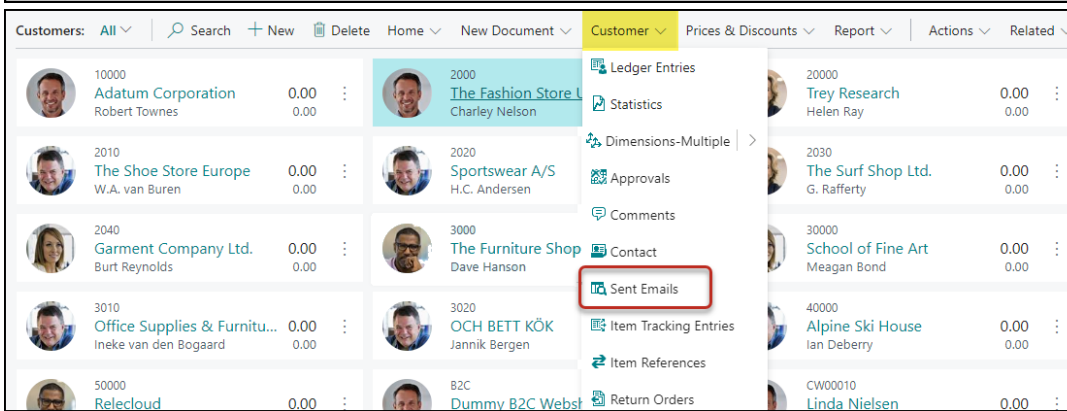 Customers: All Search New Delete Home New Document Customer Prices & Discounts Report Actions Related
10000
Adatum Corporation 0.00
Robert Townes 0.00
2000
The Fashion Store
Charley Nelson
20000
Trey Research 0.00
Helen Ray 0.00
2010
The Shoe Store Europe 0.00
W.A. van Buren 0.00
2020
Sportswear A/S
H.C. Andersen
2030
The Surf Shop Ltd. 0.00
G. Rafferty 0.00
2040
Garment Company Ltd. 0.00
Burt Reynolds 0.00
3000
The Furniture Shop
Dave Hanson
30000
School of Fine Art 0.00
Meagan Bond 0.00
3010
Office Supplies & Furnitu... 0.00
Ineke van den Bogaard 0.00
3020
OCH BETT KÖK
Jannik Bergen
40000
Alpine Ski House 0.00
Ian Deberry 0.00
50000
Relecloud 0.00
B2C
Dummy B2C
CW00010
Linda Nielsen 0.00
Ledger Entries
Statistics
Dimensions-Multiple
Approvals
Comments
Contact
Sent Emails
Item Tracking Entries
Item References
Return Orders